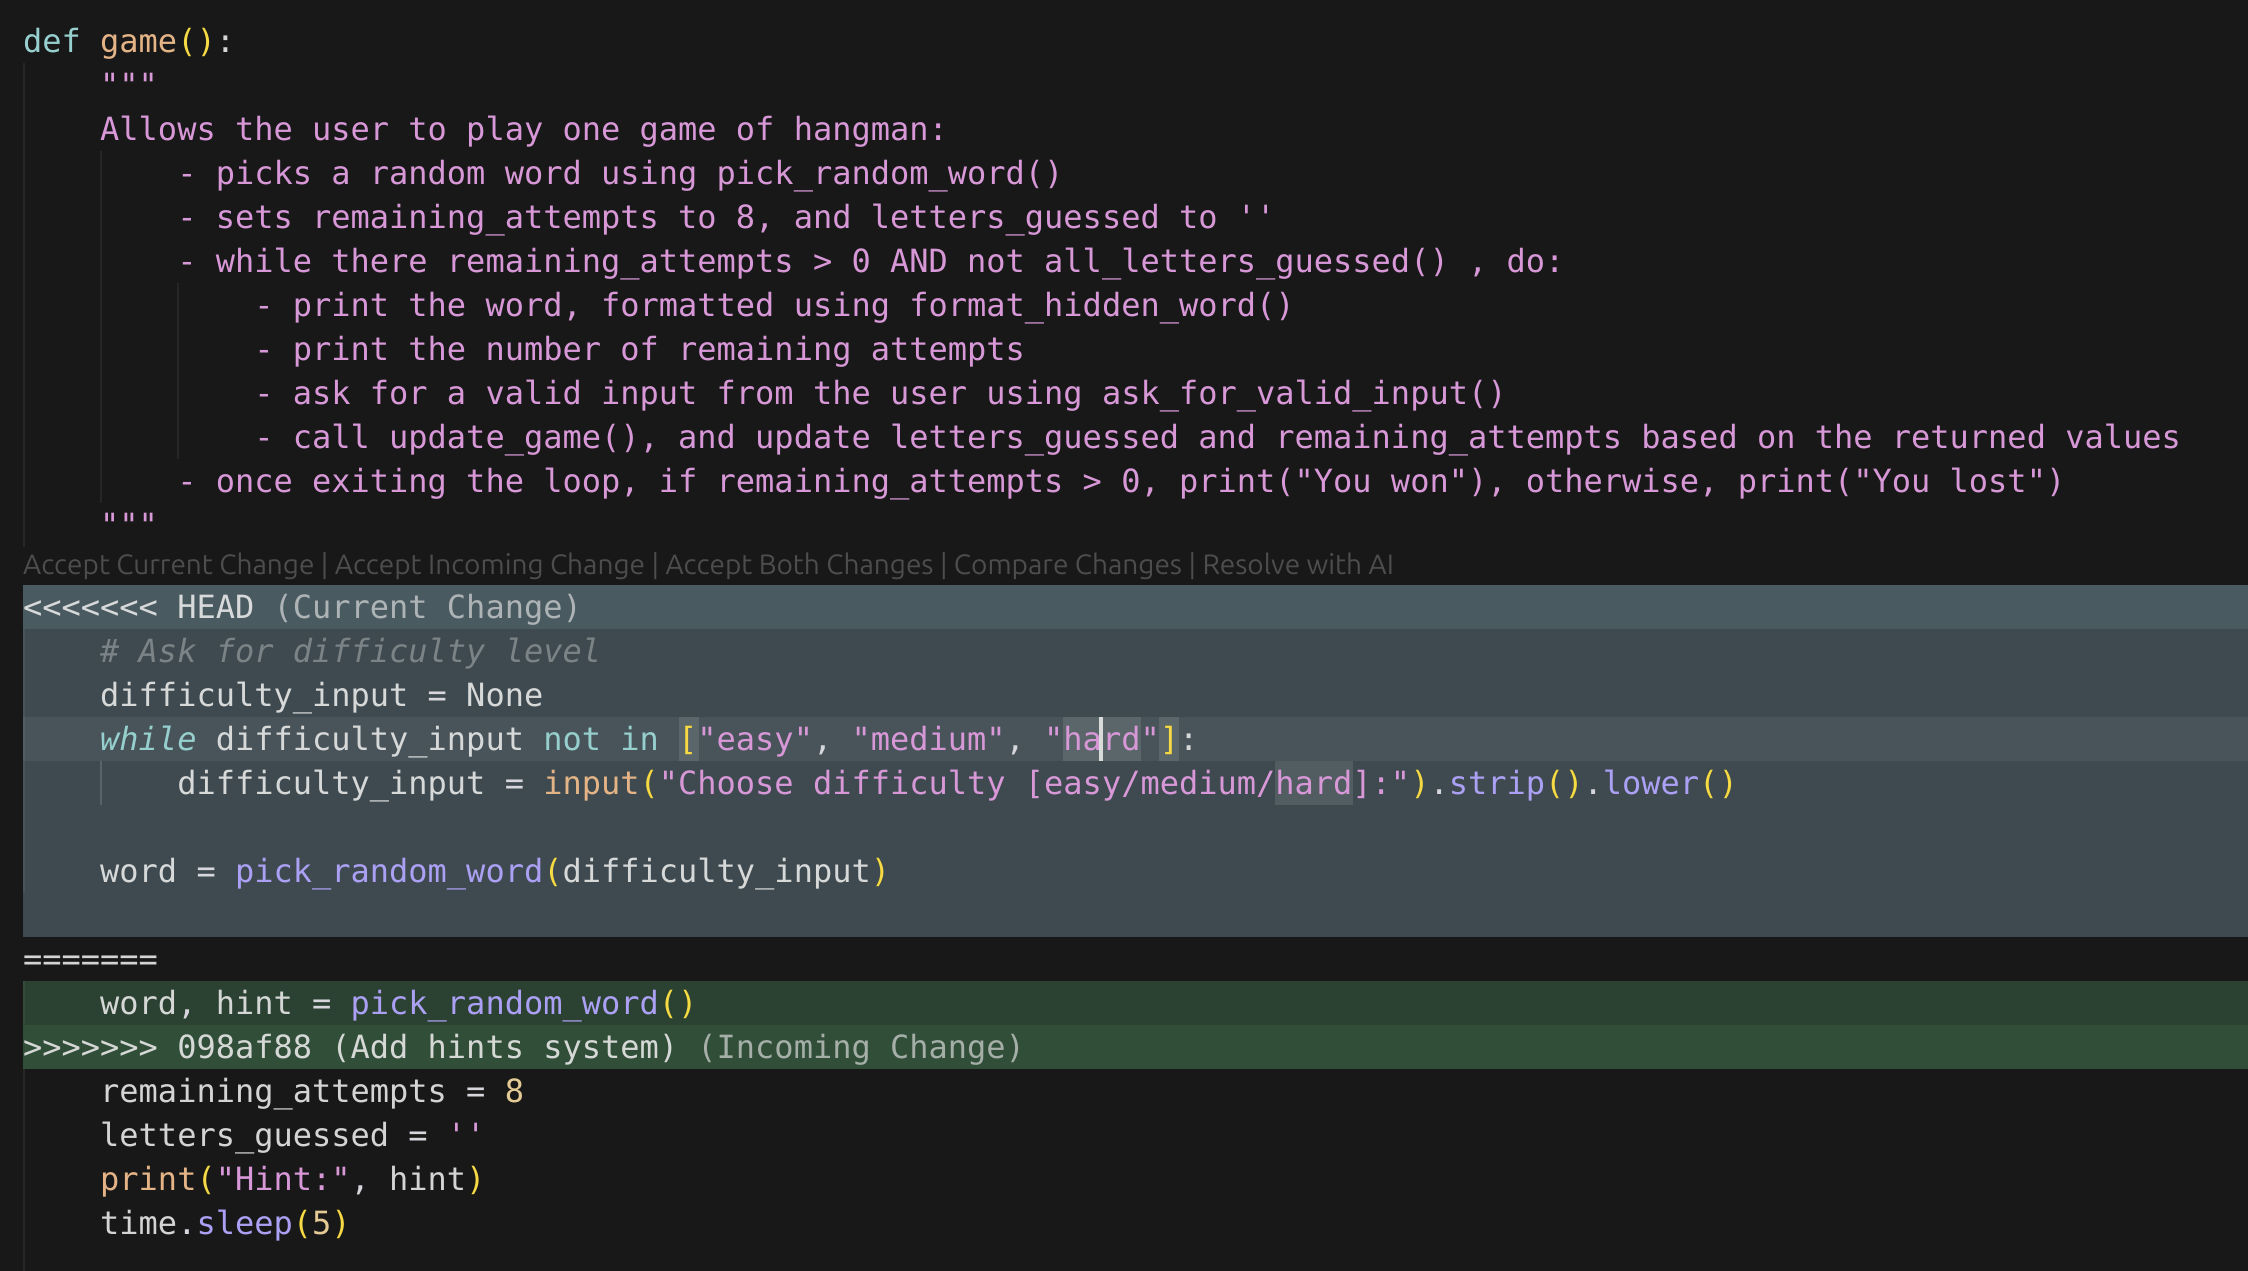 def game():
    """
    Allows the user to play one game of hangman:
        - picks a random word using pick_random_word()
        - sets remaining_attempts to 8, and letters_guessed to ''
        - while there remaining_attempts > 0 AND not all_letters_guessed() , do:
            - print the word, formatted using format_hidden_word()
            - print the number of remaining attempts
            - ask for a valid input from the user using ask_for_valid_input()
            - call update_game(), and update letters_guessed and remaining_attempts based on the returned values
        - once exiting the loop, if remaining_attempts > 0, print("You won"), otherwise, print("You lost")
    """
Accept Current Change | Accept Incoming Change | Accept Both Changes | Compare Changes | Resolve with AI
<<<<<<< HEAD (Current Change)
    # Ask for difficulty level
    difficulty_input = None
    while difficulty_input not in ["easy", "medium", "hard"]:
        difficulty_input = input("Choose difficulty [easy/medium/hard]:").strip().lower()

    word = pick_random_word(difficulty_input)

=======
    word, hint = pick_random_word()
>>>>>>> 098af88 (Add hints system) (Incoming Change)
    remaining_attempts = 8
    letters_guessed = ''
    print("Hint:", hint)
    time.sleep(5)